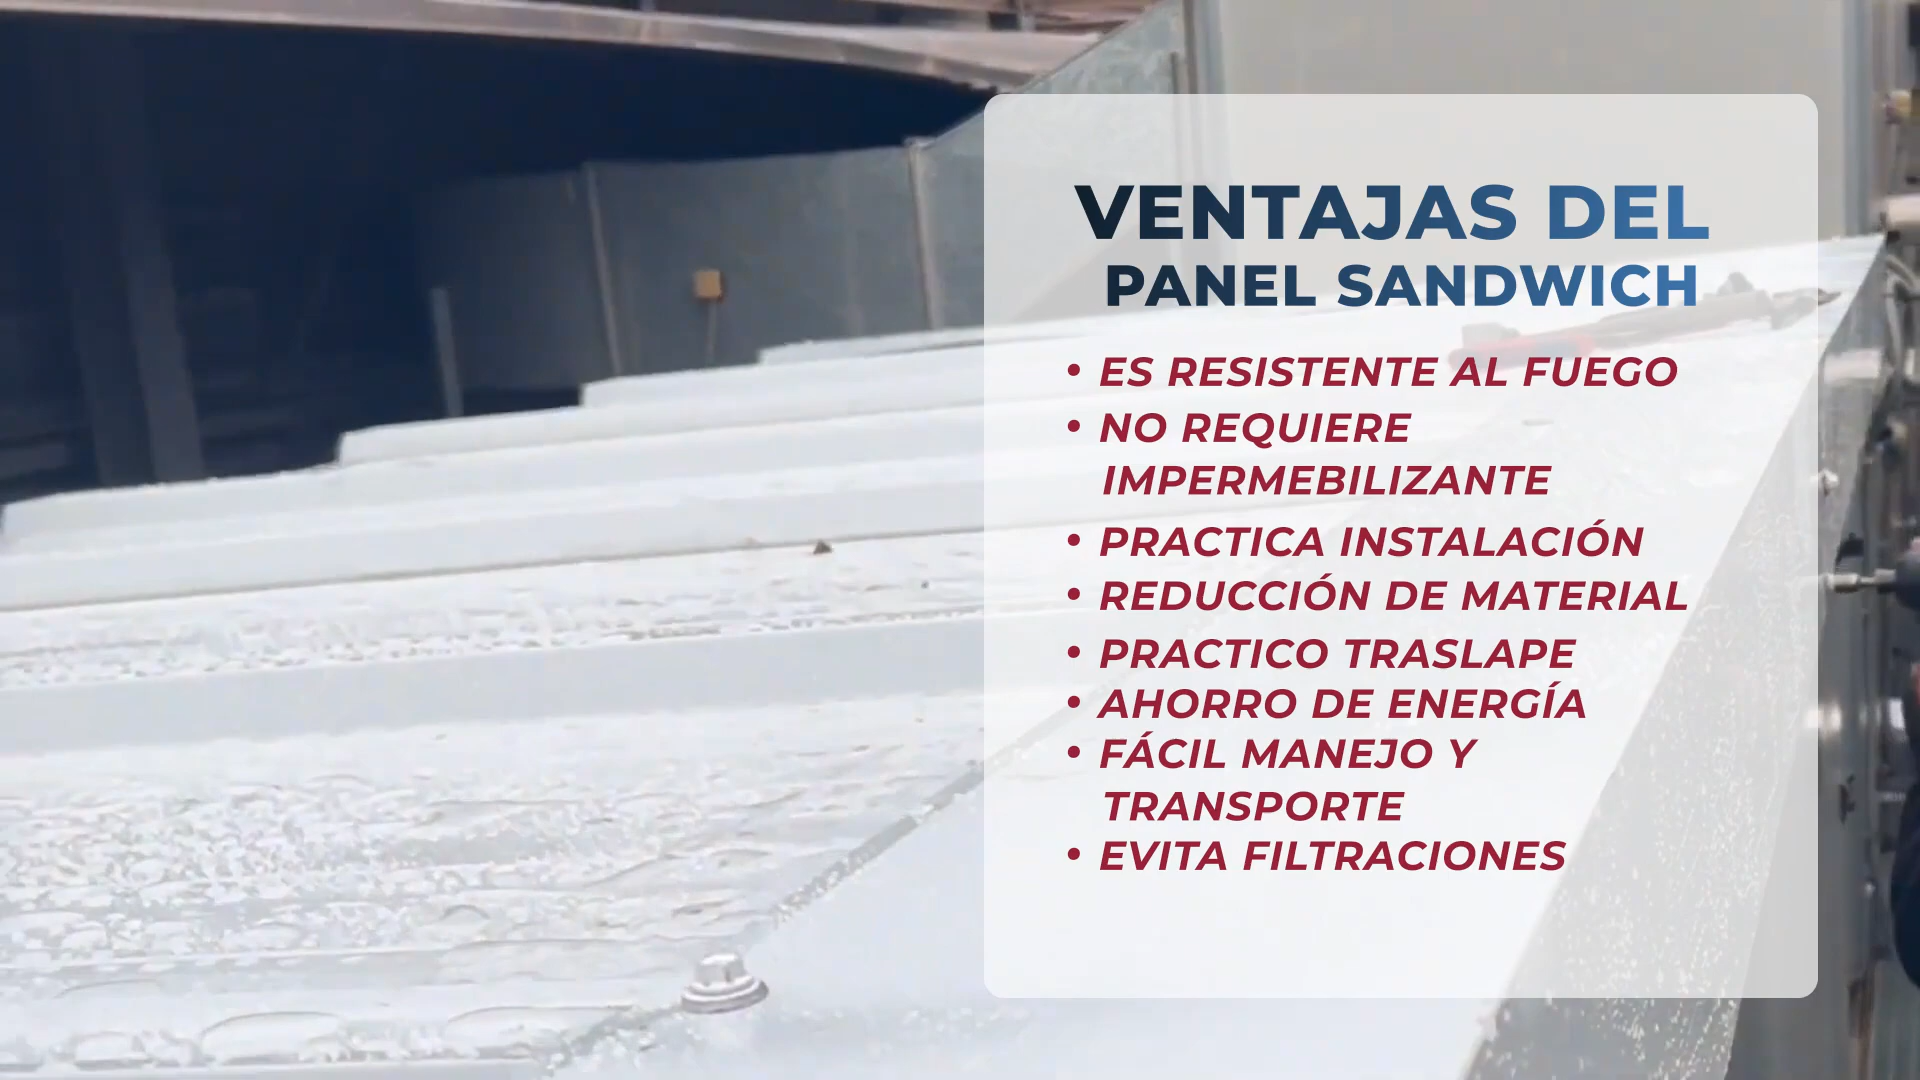 VENTAJAS DEL
PANEL SANDWICH
• ES RESISTENTE AL FUEGO
• NO REQUIERE
IMPERMEBILIZANTE
• PRACTICA INSTALACIÓN
• REDUCCIÓN DE MATERIAL
• PRACTICO TRASLAPE
• AHORRO DE ENERGÍA
• FÁCIL MANEJO Y
TRANSPORTE
• EVITA FILTRACIONES